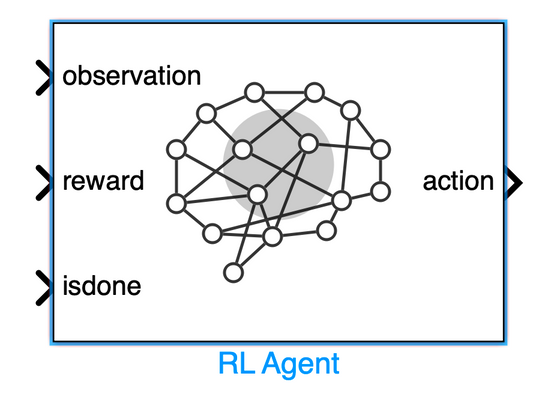 observation
reward
action
isdone
RL Agent